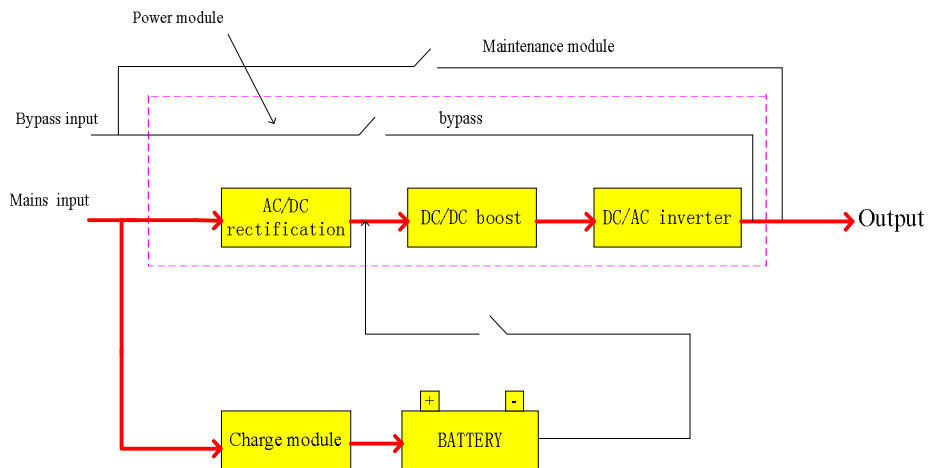 Power module
Maintenance module
Bypass input
bypass
Mains input
AC/DC
rectification
DC/DC boost
DC/AC inverter
Output
+
-
Charge module
BATTERY